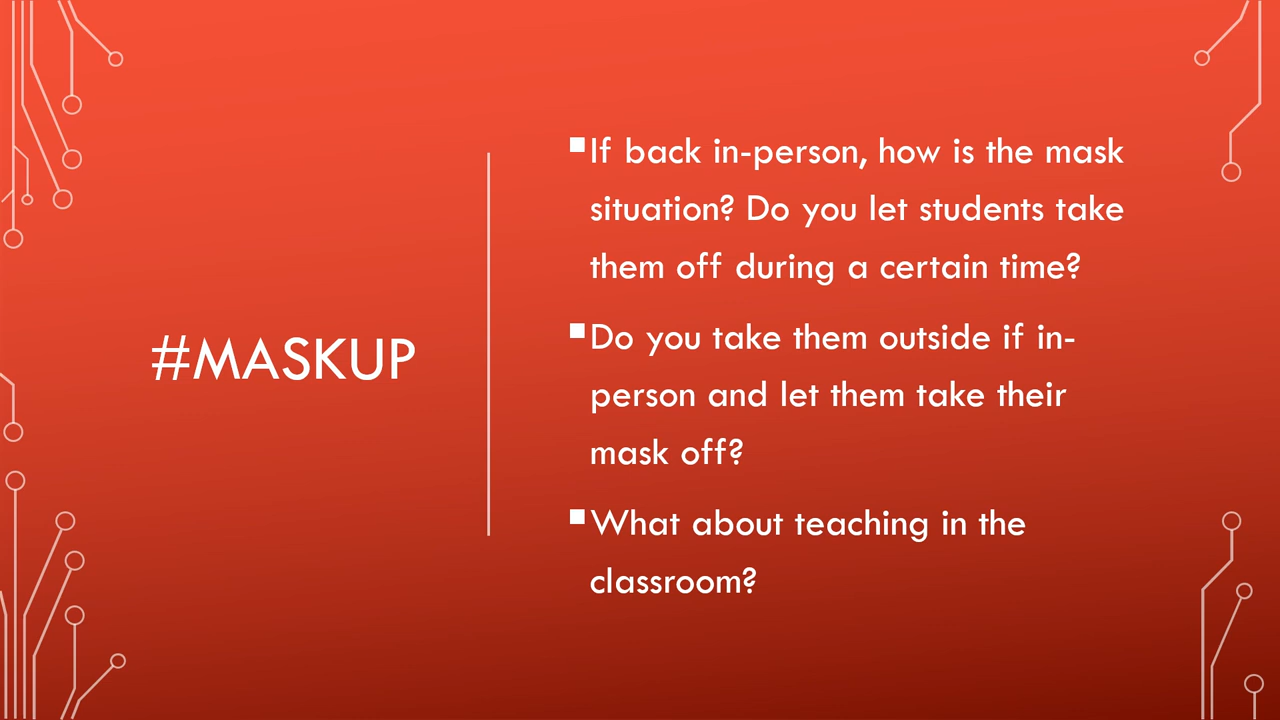 #MASKUP
If back in-person, how is the mask
situation? Do you let students take
them off during a certain time?
Do you take them outside if in-
person and let them take their
mask off?
What about teaching in the
classroom?